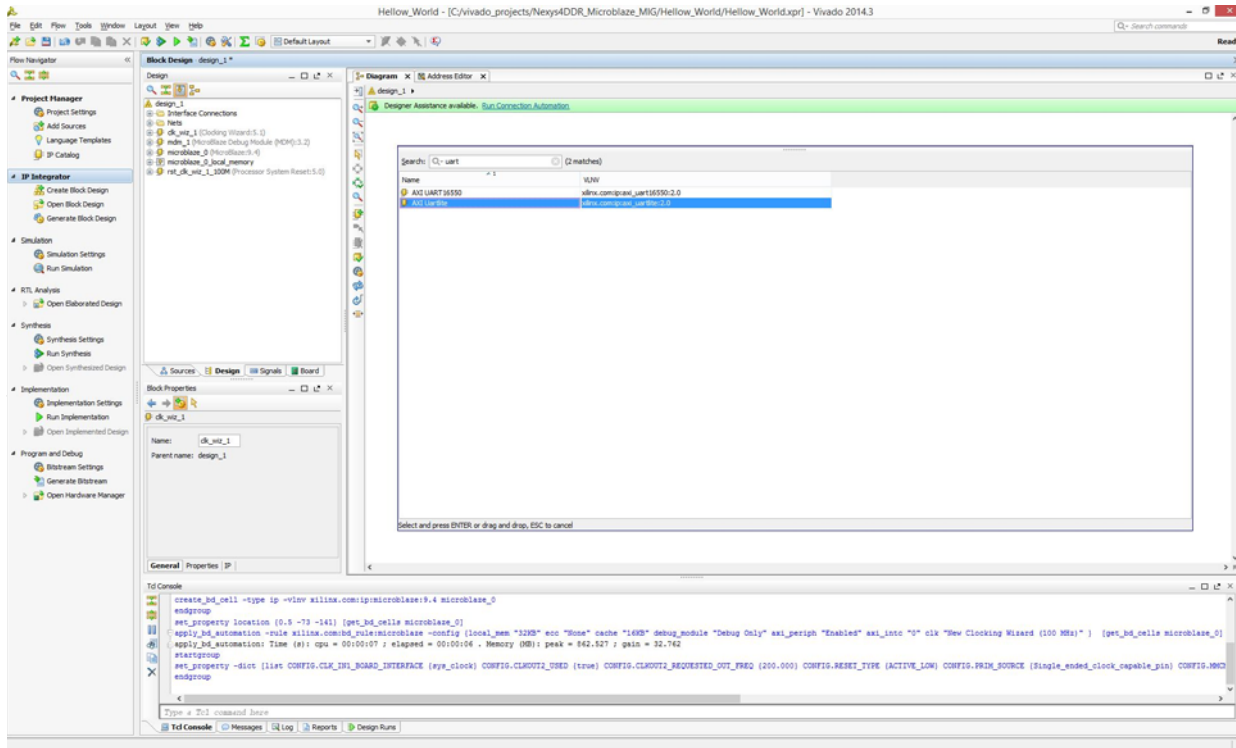 Hellow_World - [C:/vivado_projects/Nexys4DDR_Microblaze_MIG/Hellow_World/Hellow_World.xpr] - Vivado 2014.3
File Edit Flow Tools Window Layout View Help
Search commands
Default Layout
Read
Flow Navigator
Project Manager
Project Settings
Add Sources
Language Templates
IP Catalog
IP Integrator
Create Block Design
Open Block Design
Generate Block Design
Simulation
Simulation Settings
Run Simulation
RTL Analysis
Open Elaborated Design
Synthesis
Synthesis Settings
Run Synthesis
Open Synthesized Design
Implementation
Implementation Settings
Run Implementation
Open Implemented Design
Program and Debug
Bitstream Settings
Generate Bitstream
Open Hardware Manager
Block Design design_1 *
Design
design_1
Interface Connections
Nets
clk_wiz_1 (Clocking Wizard:5.1)
mdm_1 (MicroBlaze Debug Module (MDM):3.2)
microblaze_0 (MicroBlaze:9.4)
microblaze_0_local_memory
rst_clk_wiz_1_100M (Processor System Reset:5.0)
Sources Design Signals Board
Block Properties
clk_wiz_1
Name: clk_wiz_1
Parent name: design_1
General Properties IP
Diagram Address Editor
design_1
Designer Assistance available. Run Connection Automation
Search: uart (2 matches)
Name VLNV
AXI UART16550 xilinx.com:ip:axi_uart16550:2.0
AXI Uartlite xilinx.com:ip:axi_uartlite:2.0
Select and press ENTER or drag and drop, ESC to cancel
Tcl Console
create_bd_cell -type ip -vlnv xilinx.com:ip:microblaze:9.4 microblaze_0
endgroup
set_property location {0.5 -73 -141} [get_bd_cells microblaze_0]
apply_bd_automation -rule xilinx.com:bd_rule:microblaze -config {local_mem "32KB" ecc "None" cache "16KB" debug_module "Debug Only" axi_periph "Enabled" axi_intc "0" clk "New Clocking Wizard (100 MHz)" } [get_bd_cells microblaze_0]
apply_bd_automation: Time (s): cpu = 00:00:07 ; elapsed = 00:00:06 . Memory (MB): peak = 862.527 ; gain = 32.762
startgroup
set_property -dict [list CONFIG.CLK_IN1_BOARD_INTERFACE {sys_clock} CONFIG.CLKOUT2_USED {true} CONFIG.CLKOUT2_REQUESTED_OUT_FREQ {200.000} CONFIG.RESET_TYPE {ACTIVE_LOW} CONFIG.PRIM_SOURCE {Single_ended_clock_capable_pin} CONFIG.MMCM
endgroup
Type a Tcl command here
Tcl Console Messages Log Reports Design Runs